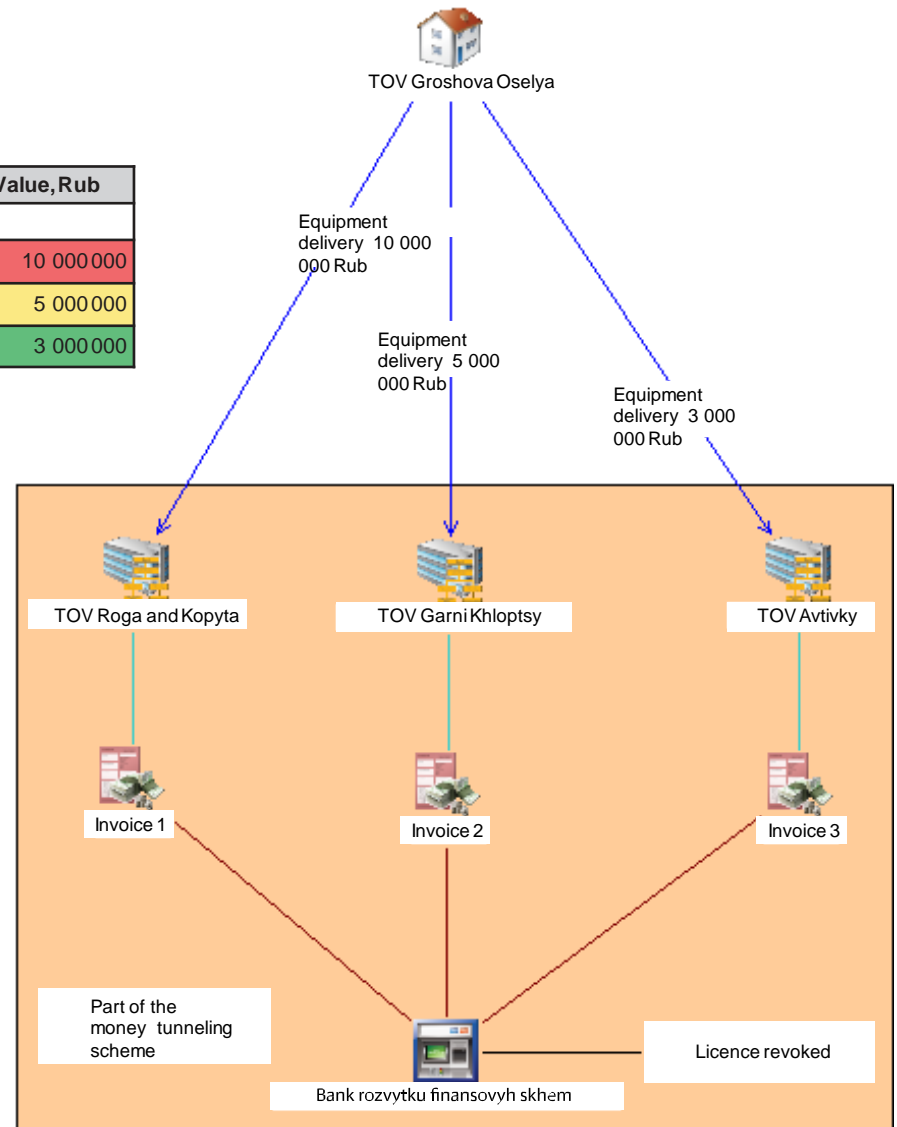 TOV Groshova Oselya
Value, Rub
10 000 000
5 000 000
3 000 000
Equipment
delivery 10 000
000 Rub
Equipment
delivery 5 000
000 Rub
Equipment
delivery 3 000
000 Rub
TOV Roga and Kopyta
TOV Garni Khloptsy
TOV Avtivky
Invoice 1
Invoice 2
Invoice 3
Part of the
money tunneling
scheme
Licence revoked
Bank rozvytku finansovyh skhem